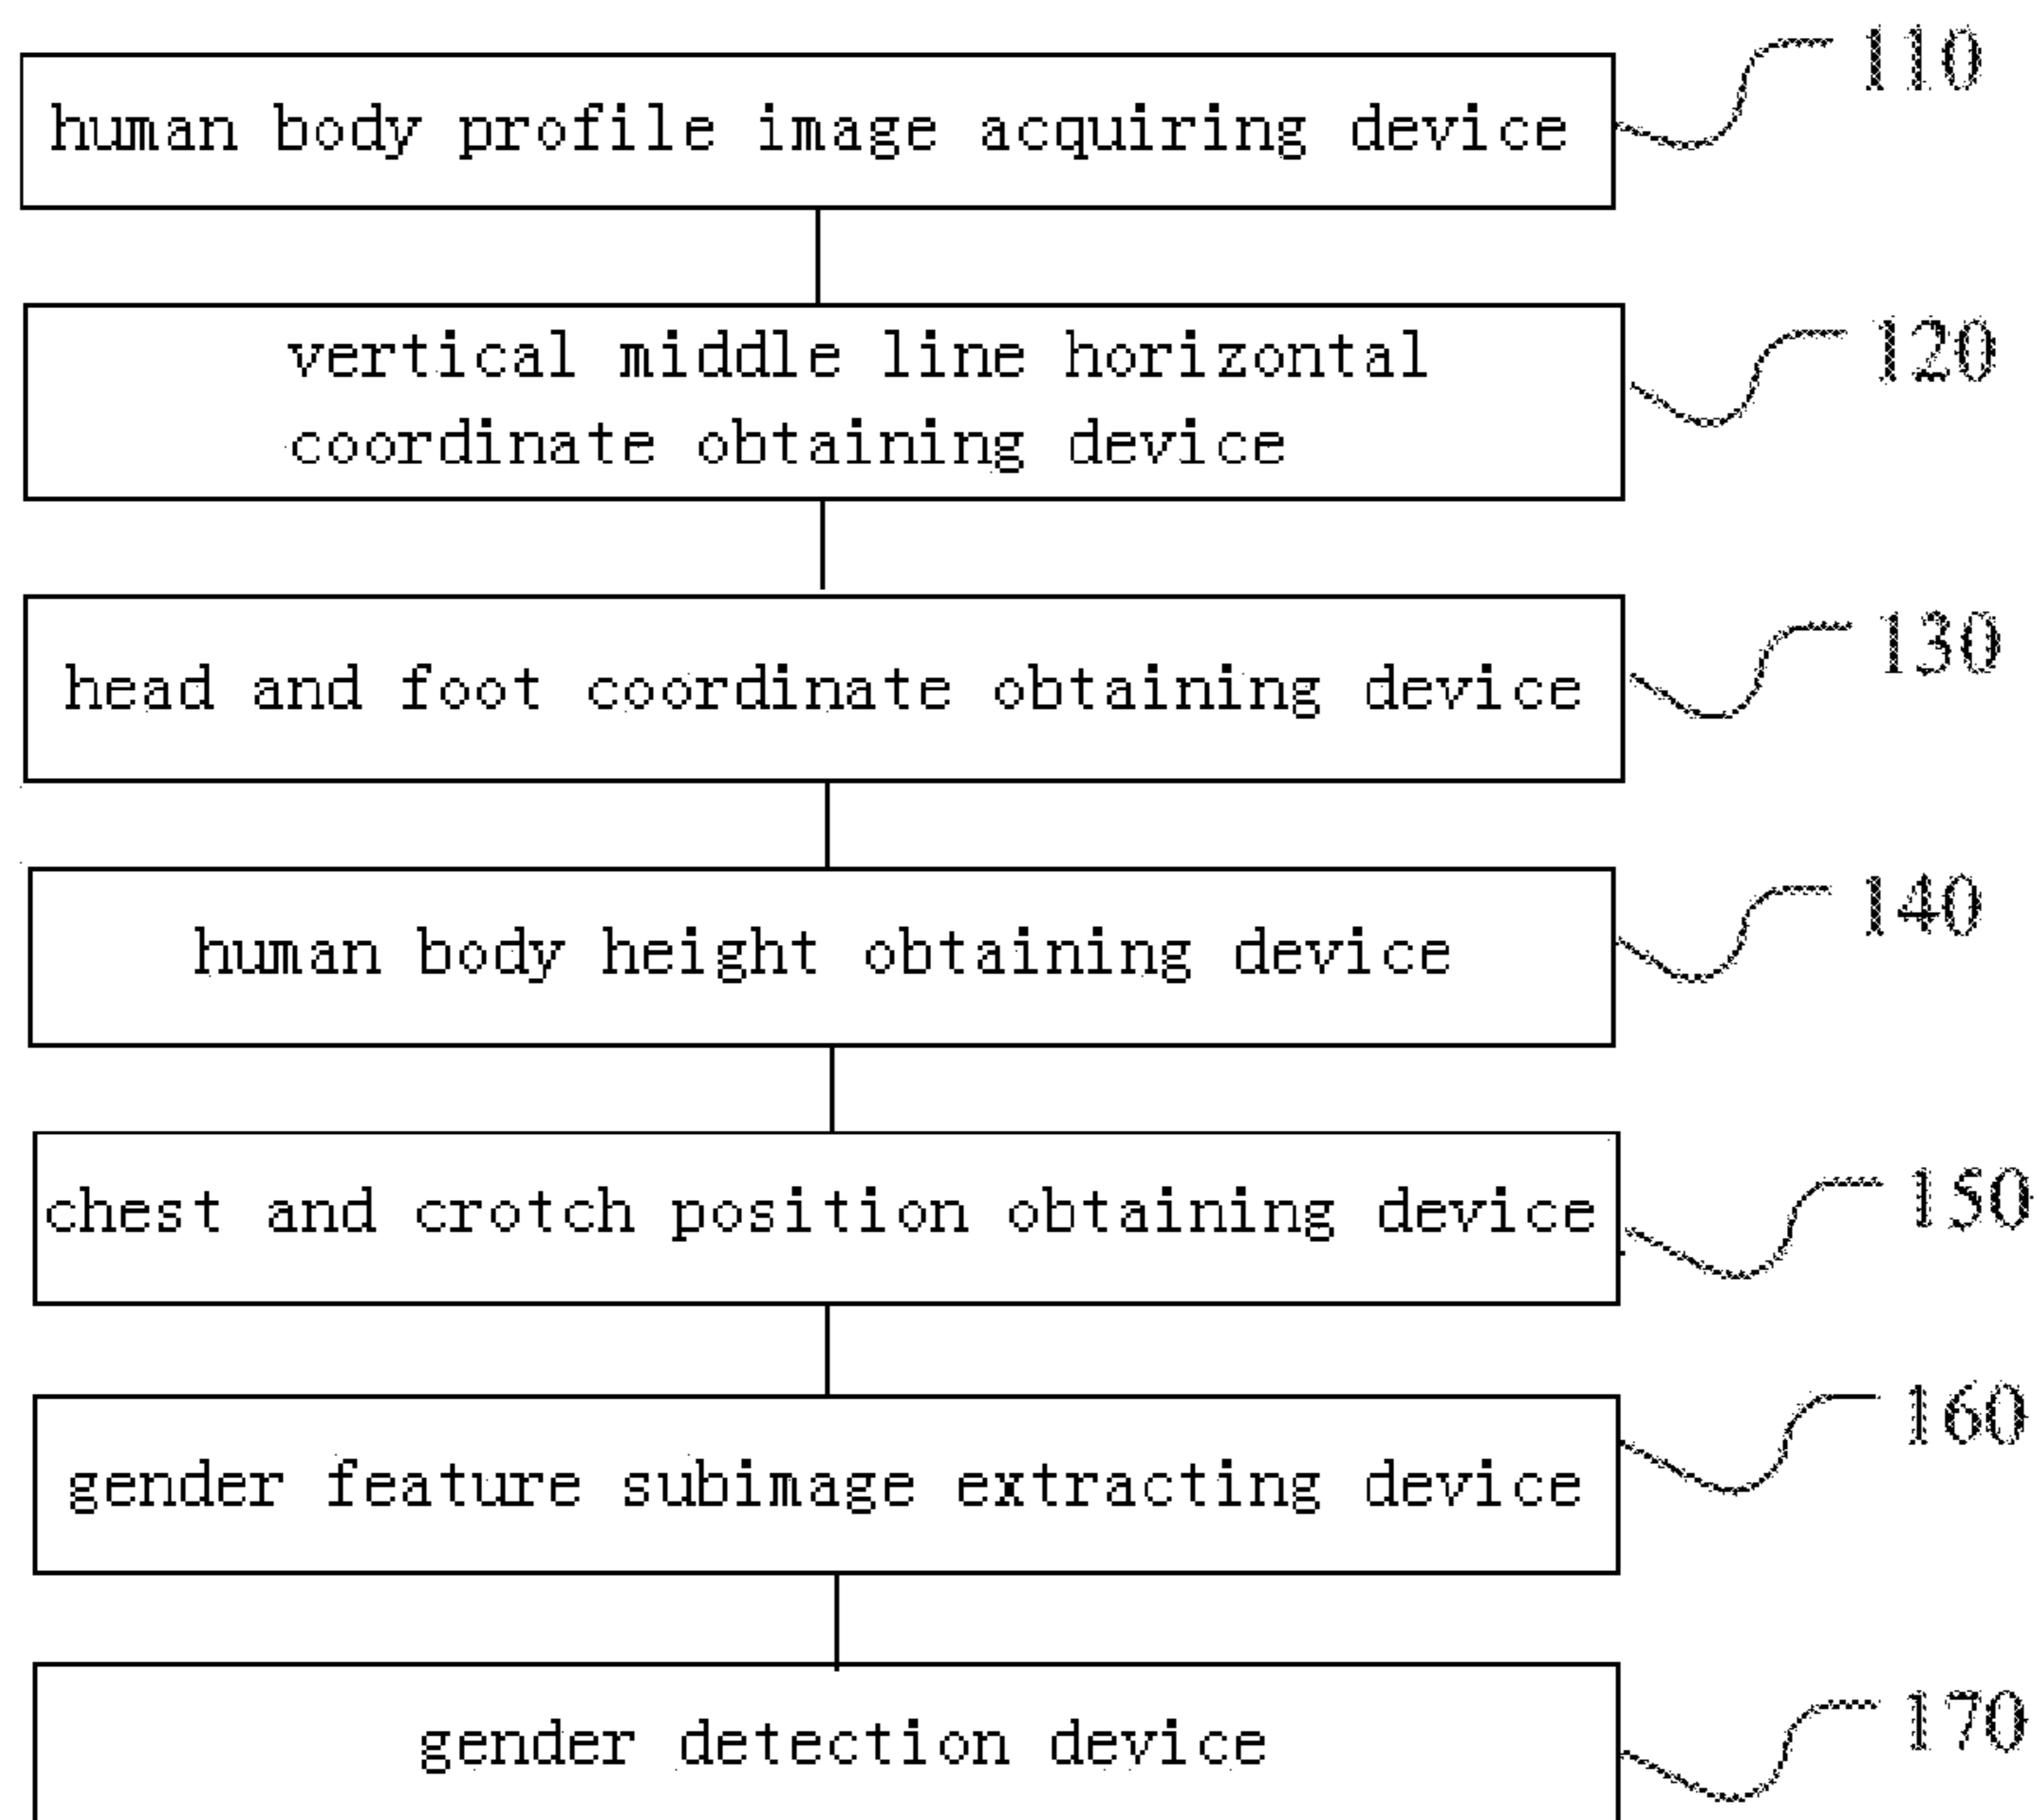 110
human body profile image acquiring device
120
vertical middle line horizontal
coordinate obtaining device
130
head and foot coordinate obtaining device
140
human body height obtaining device
150
chest and crotch position obtaining device
160
gender feature subimage extracting device
170
gender detection device